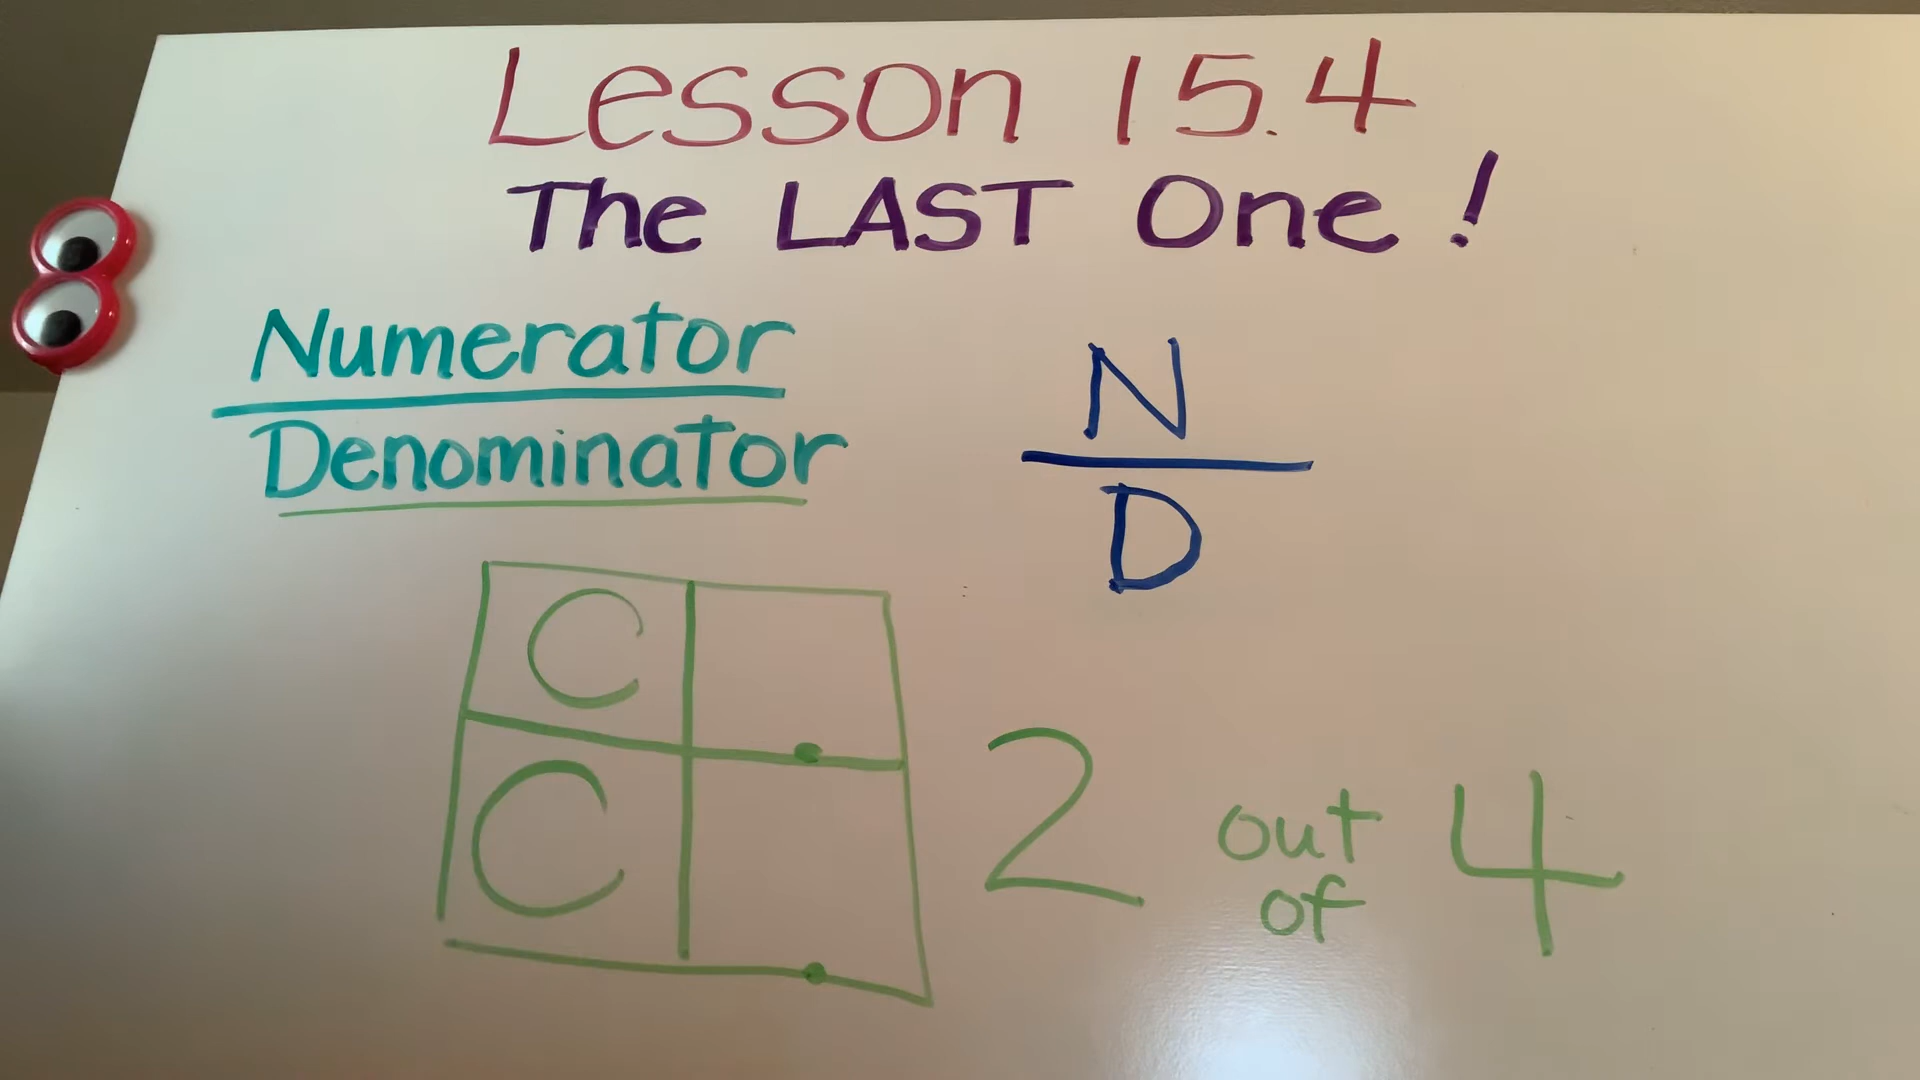 Lesson 15.4
The LAST One!
Numerator
Denominator
N
D
C
C
2 out of 4